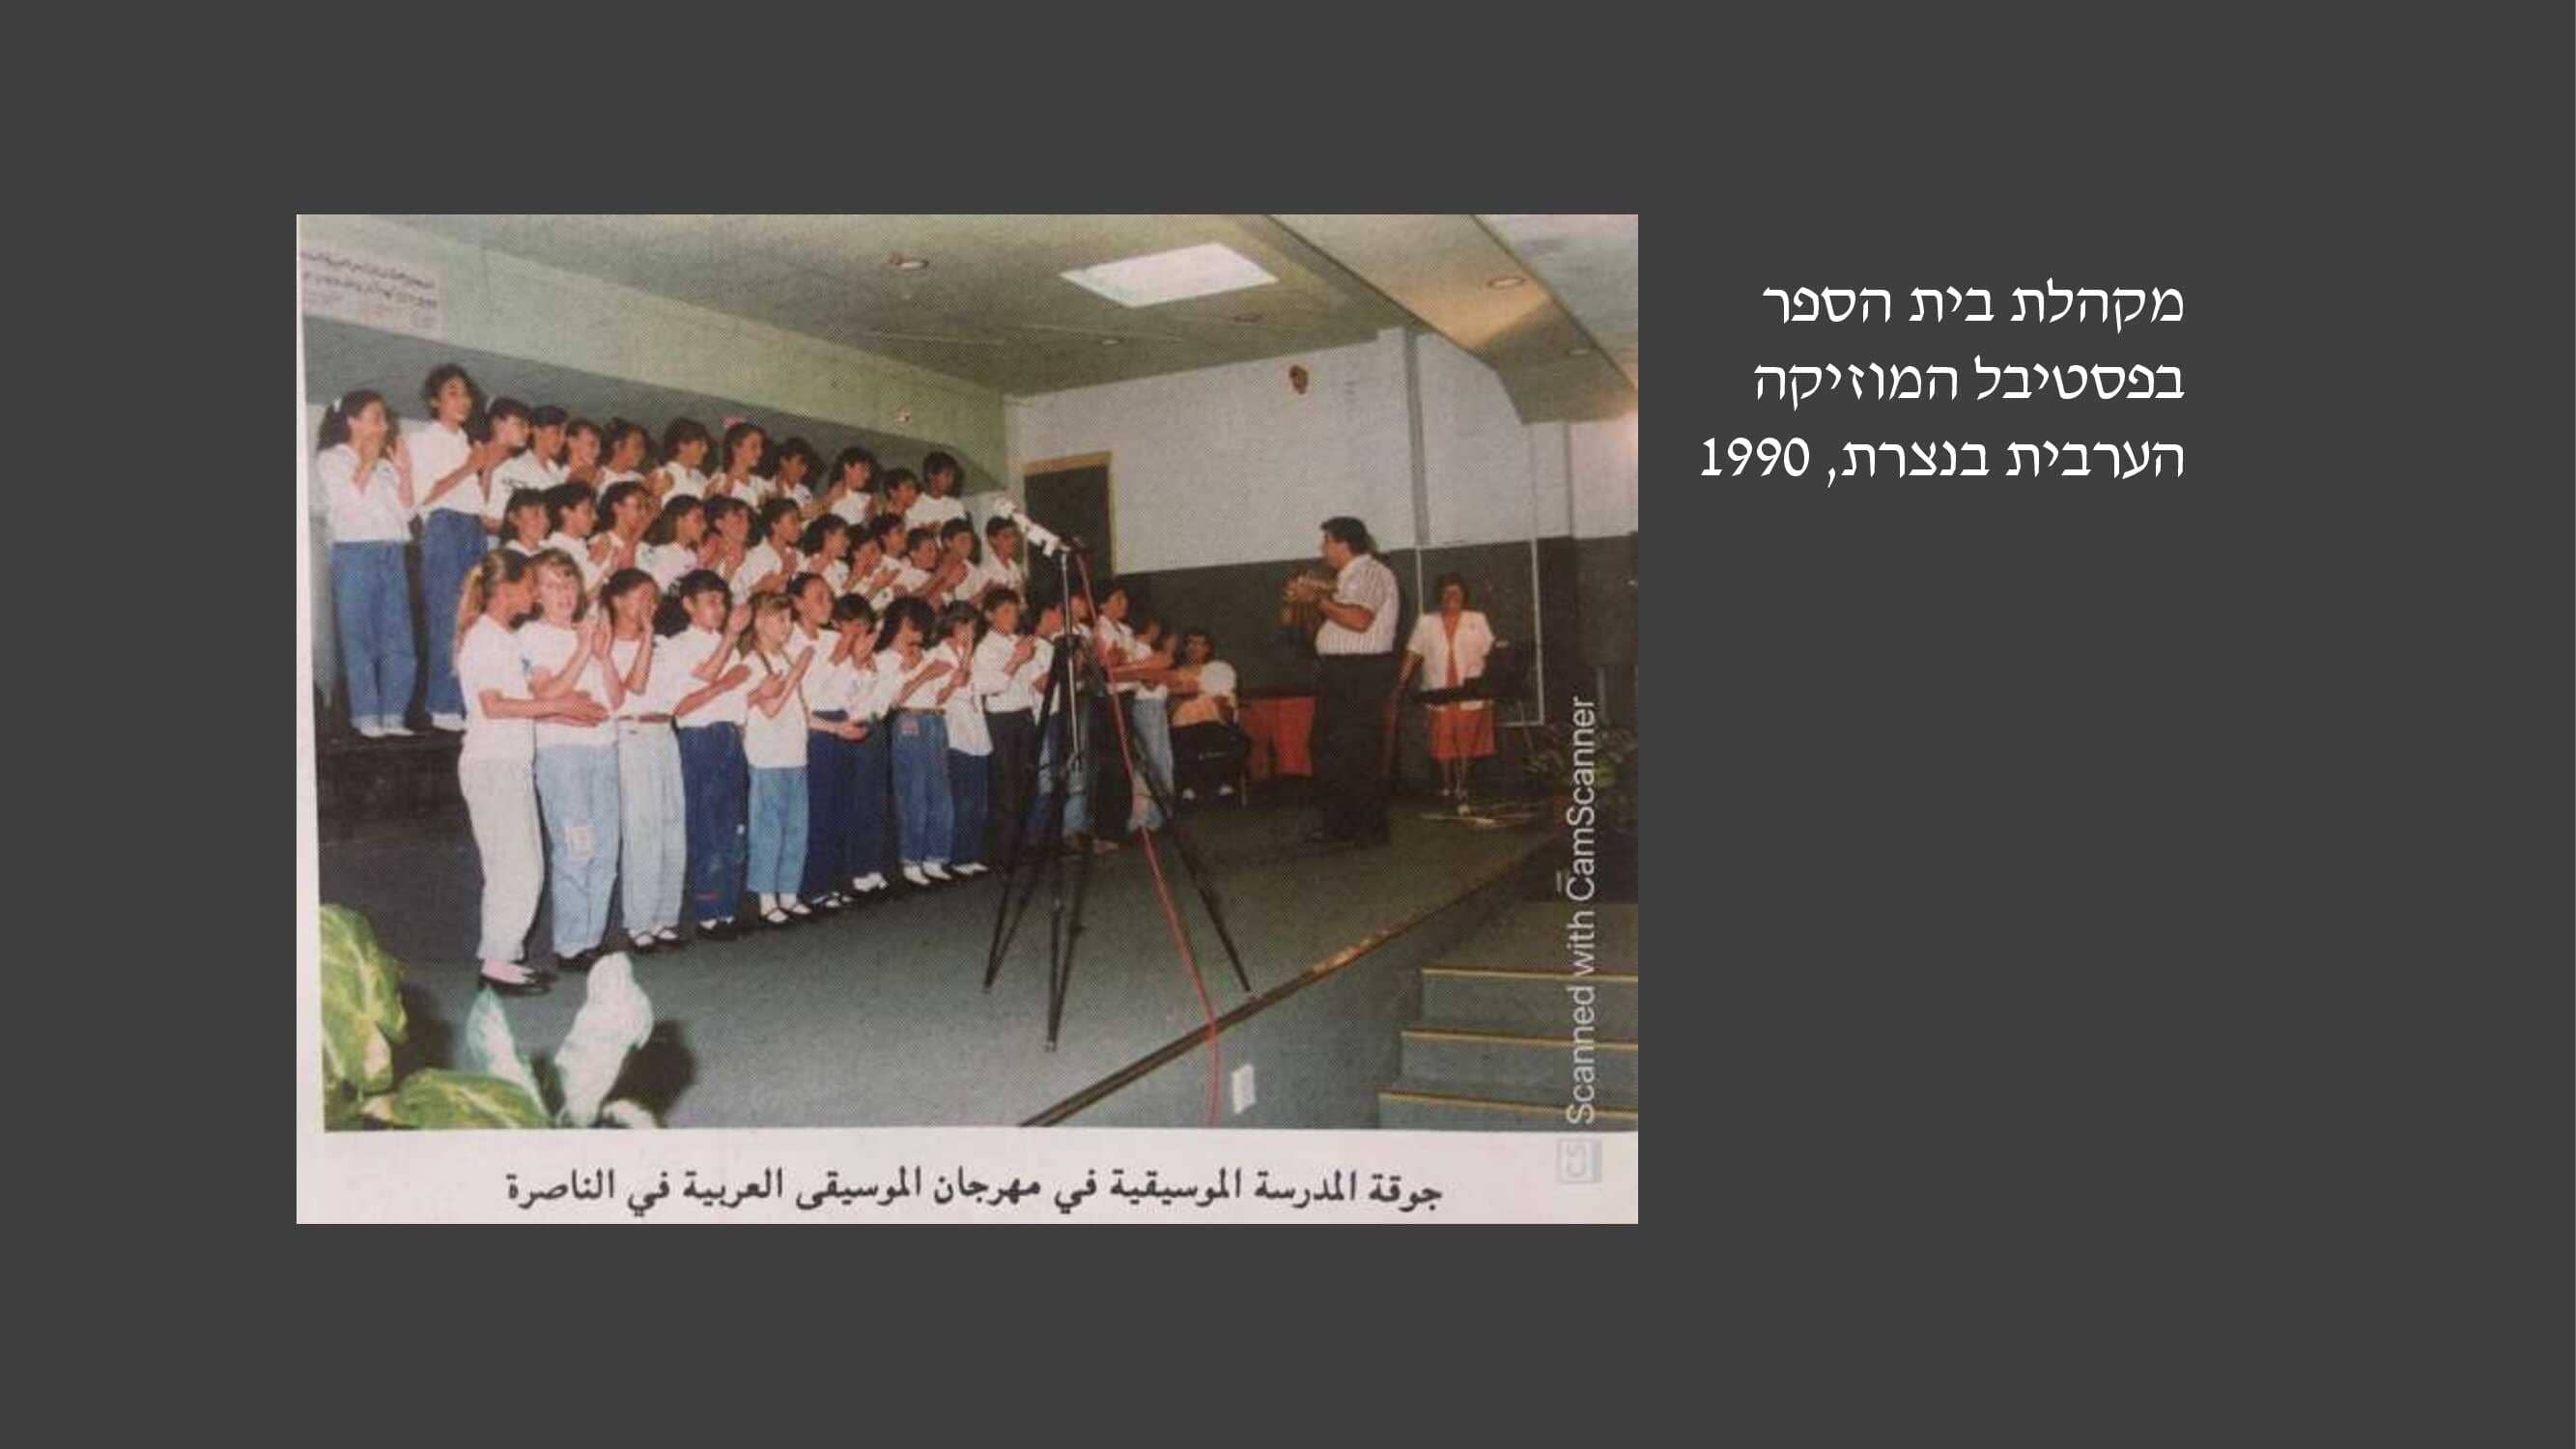 מקהלת בית הספר
בפסטיבל המוזיקה
הערבית בנצרת, 1990
Scanned with CamScanner
CS
جوقة المدرسة الموسيقية في مهرجان الموسيقى العربية في الناصرة